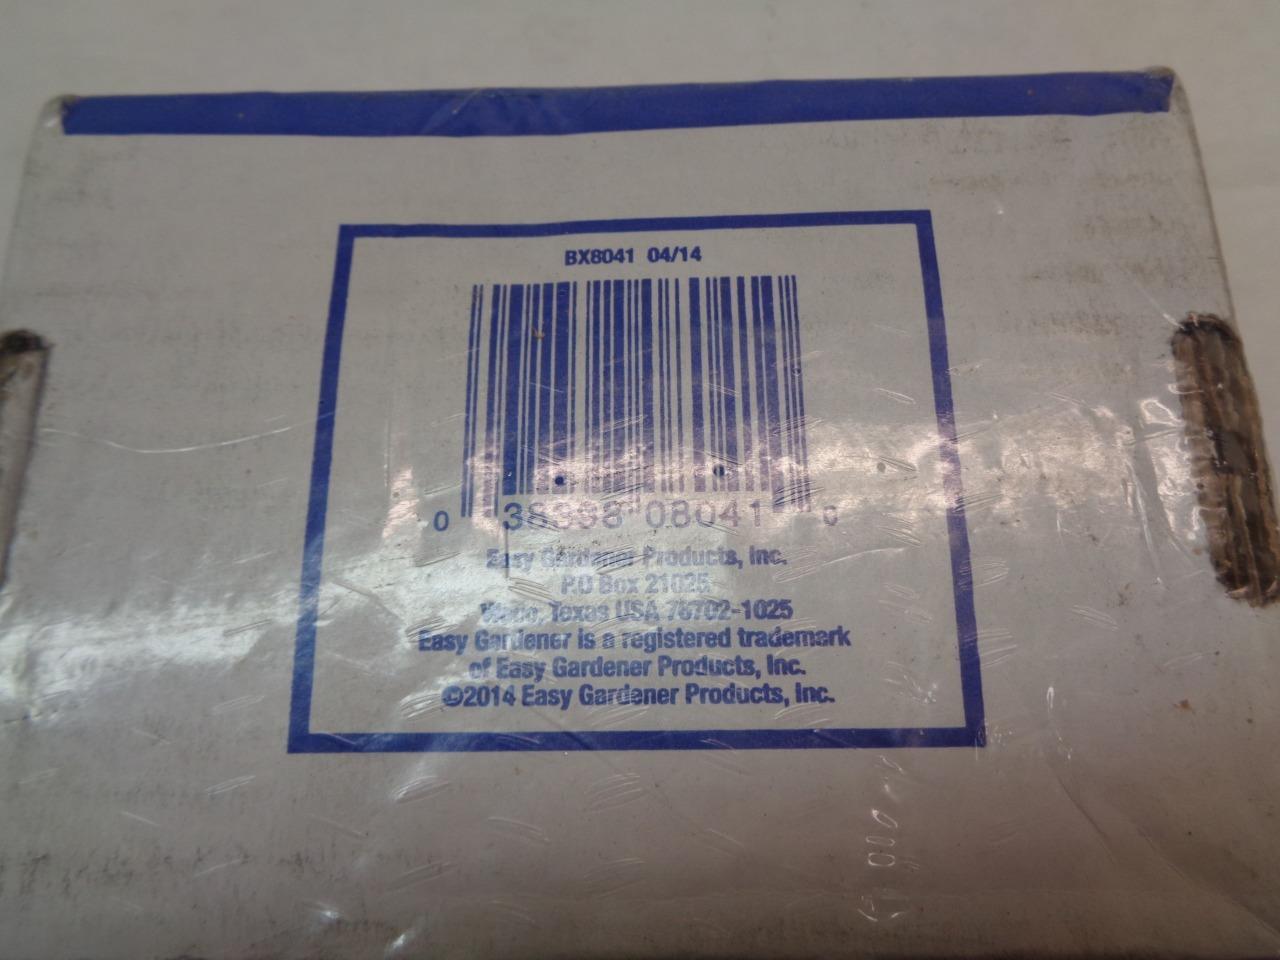 BX8041 04/14
0 38398 08041 0
Easy Gardener Products, Inc.
P.O Box 21025
Waco, Texas USA 76702-1025
Easy Gardener is a registered trademark
of Easy Gardener Products, Inc.
©2014 Easy Gardener Products, Inc.